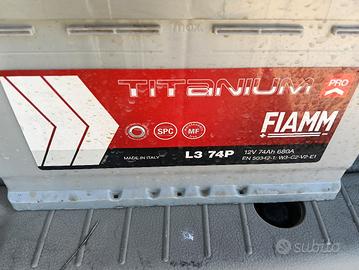 max.
TITANIUM PRO
FIAMM
SPC MF
MADE IN ITALY
L3 74P
12V 74Ah 680A
EN 50342-1: W3-C2-V2-E1
subito